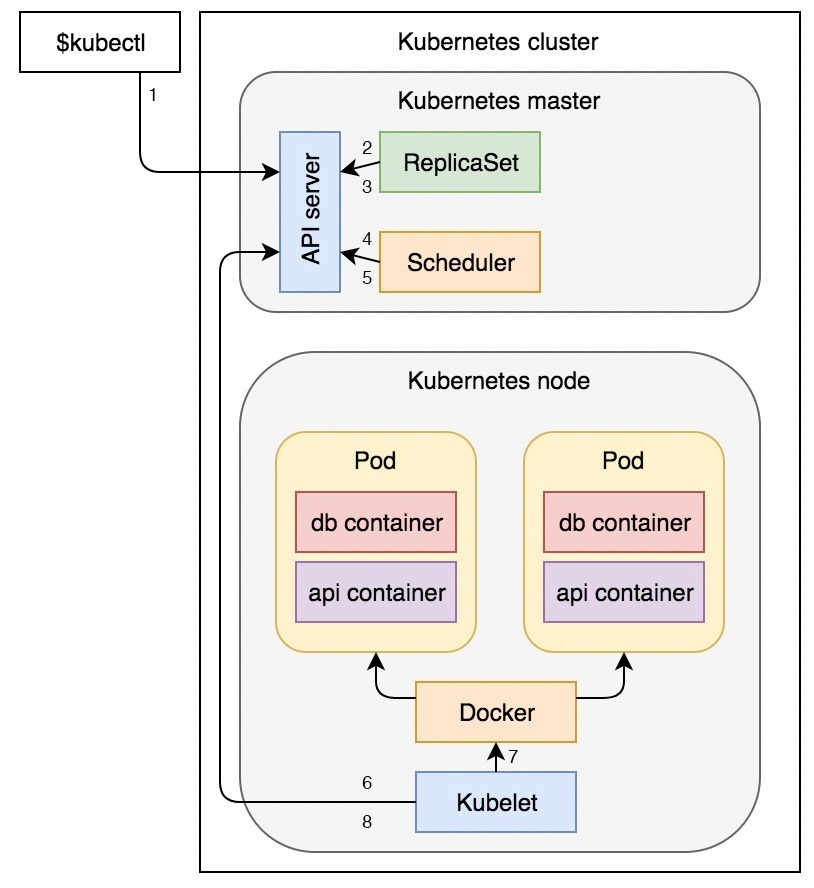 $kubectl
Kubernetes cluster
1
Kubernetes master
API server
2
ReplicaSet
3
4
Scheduler
5
Kubernetes node
Pod
Pod
db container
db container
api container
api container
Docker
7
6
Kubelet
8